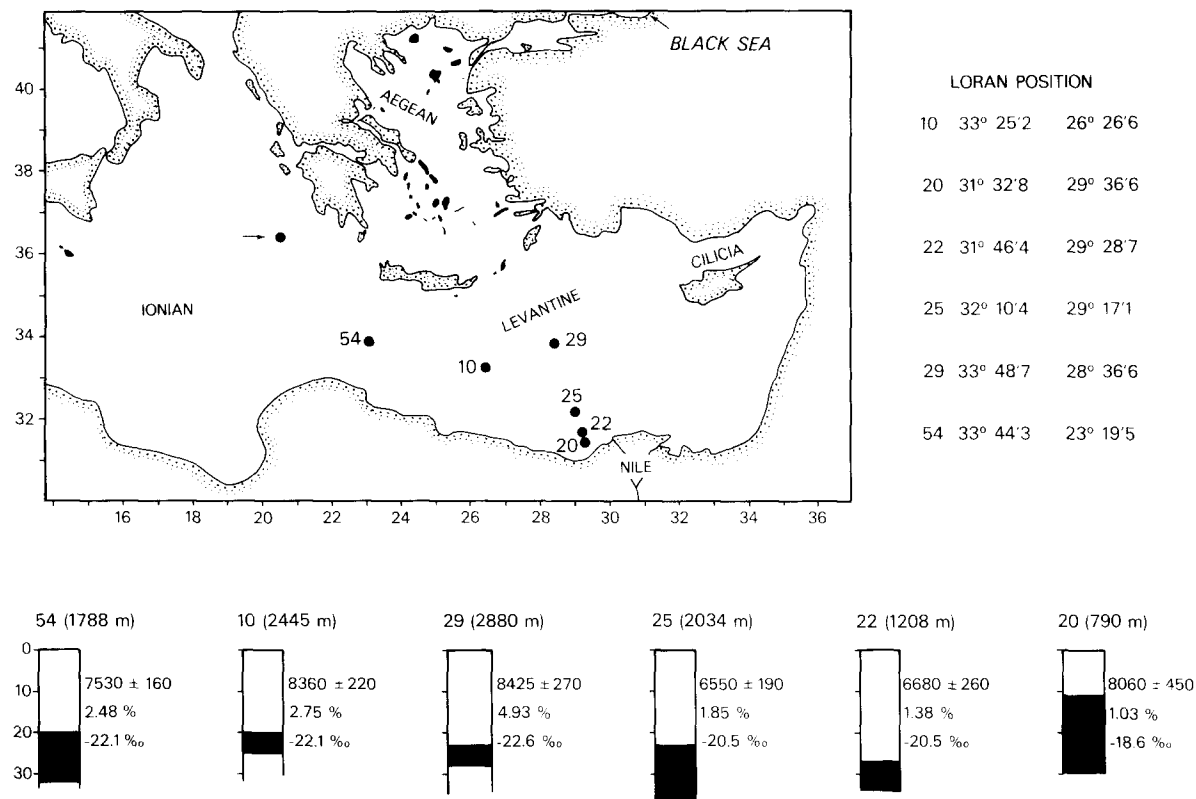 BLACK SEA
AEGEAN
CILICIA
IONIAN
LEVANTINE
54
10
29
25
22
20
NILE
40
38
36
34
32
16 18 20 22 24 26 28 30 32 34 36
LORAN POSITION
10 33° 25'2 26° 26'6
20 31° 32'8 29° 36'6
22 31° 46'4 29° 28'7
25 32° 10'4 29° 17'1
29 33° 48'7 28° 36'6
54 33° 44'3 23° 19'5
54 (1788 m) 10 (2445 m) 29 (2880 m) 25 (2034 m) 22 (1208 m) 20 (790 m)
0
10
20
30
7530 ± 160 8360 ± 220 8425 ± 270 6550 ± 190 6680 ± 260 8060 ± 450
2.48 % 2.75 % 4.93 % 1.85 % 1.38 % 1.03 %
-22.1 ‰ -22.1 ‰ -22.6 ‰ -20.5 ‰ -20.5 ‰ -18.6 ‰